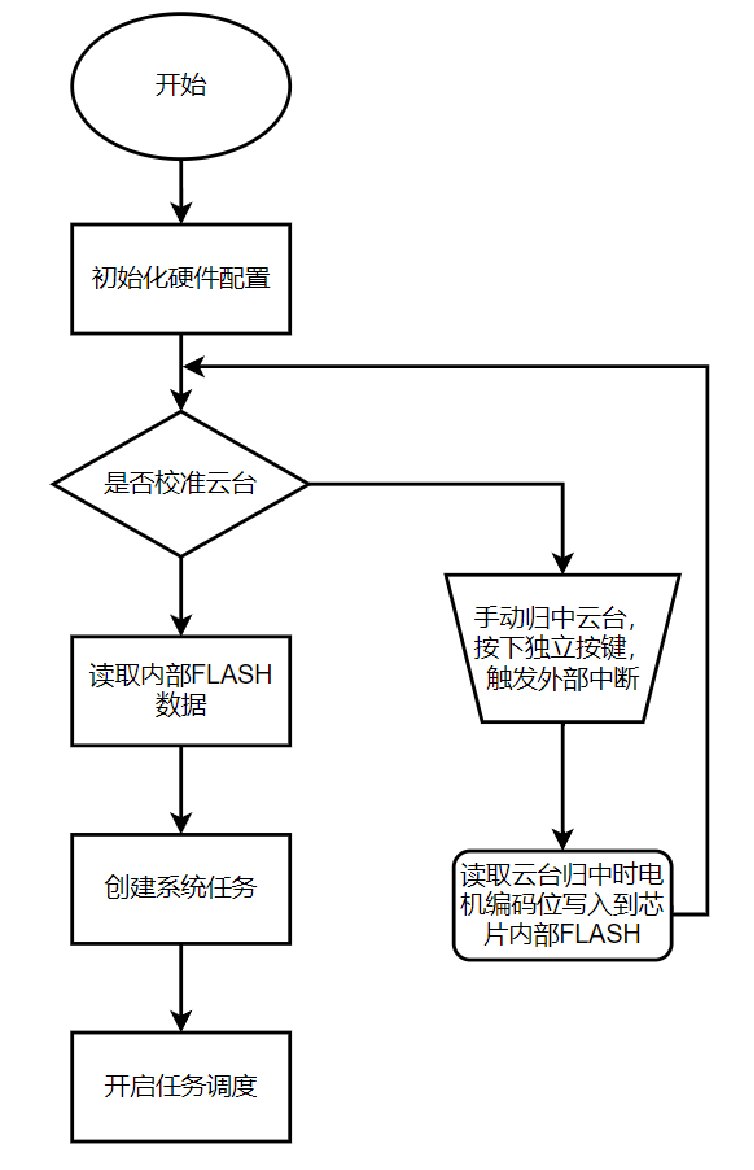 开始
初始化硬件配置
是否校准云台
手动归中云台，
按下独立按键，
触发外部中断
读取内部FLASH
数据
创建系统任务
读取云台归中时电
机编码位写入到芯
片内部FLASH
开启任务调度